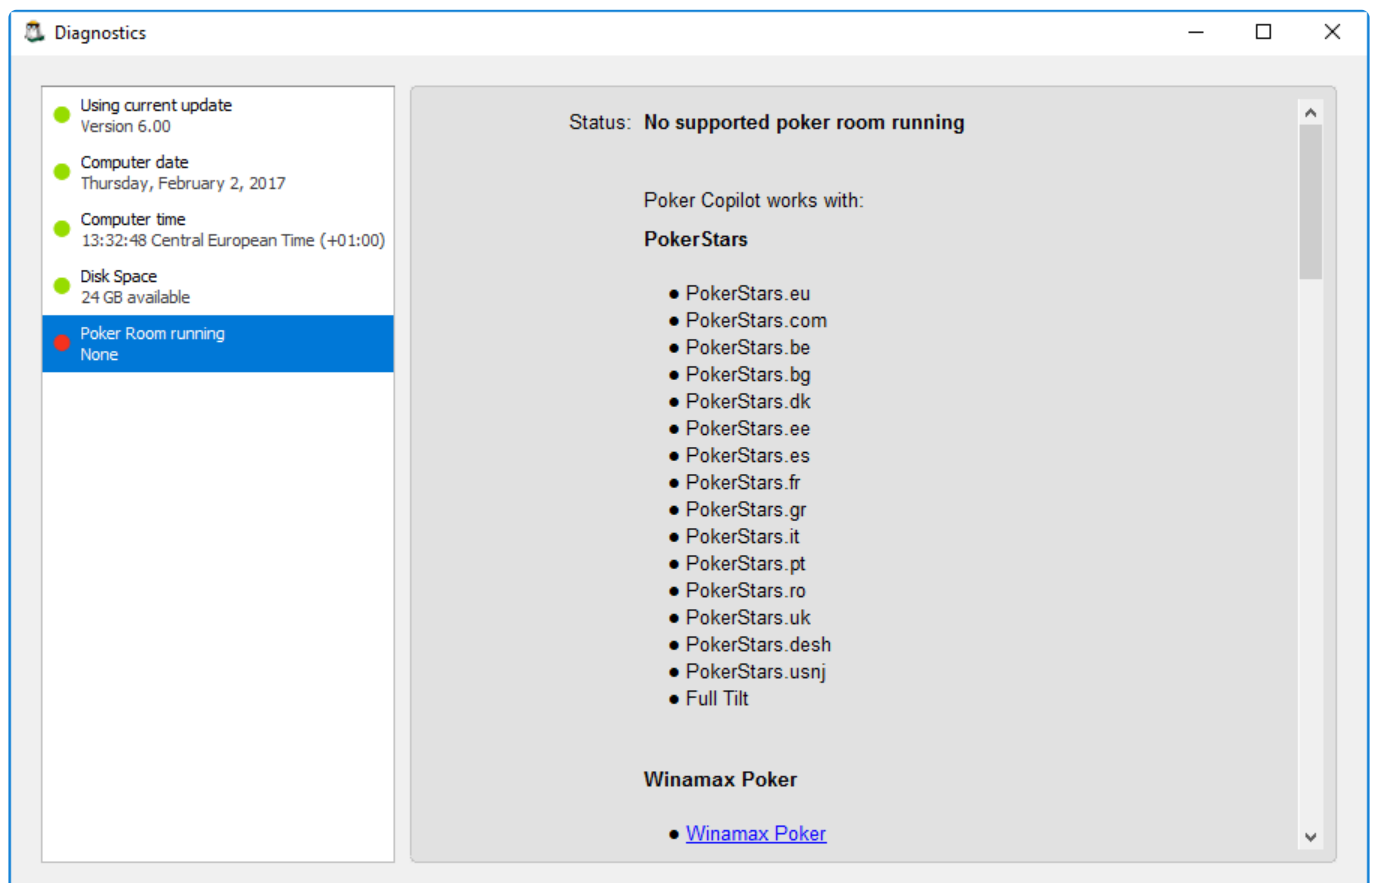 Diagnostics
Using current update
Version 6.00
Computer date
Thursday, February 2, 2017
Computer time
13:32:48 Central European Time (+01:00)
Disk Space
24 GB available
Poker Room running
None
Status: No supported poker room running
Poker Copilot works with:
PokerStars
● PokerStars.eu
● PokerStars.com
● PokerStars.be
● PokerStars.bg
● PokerStars.dk
● PokerStars.ee
● PokerStars.es
● PokerStars.fr
● PokerStars.gr
● PokerStars.it
● PokerStars.pt
● PokerStars.ro
● PokerStars.uk
● PokerStars.desh
● PokerStars.usnj
● Full Tilt
Winamax Poker
● Winamax Poker